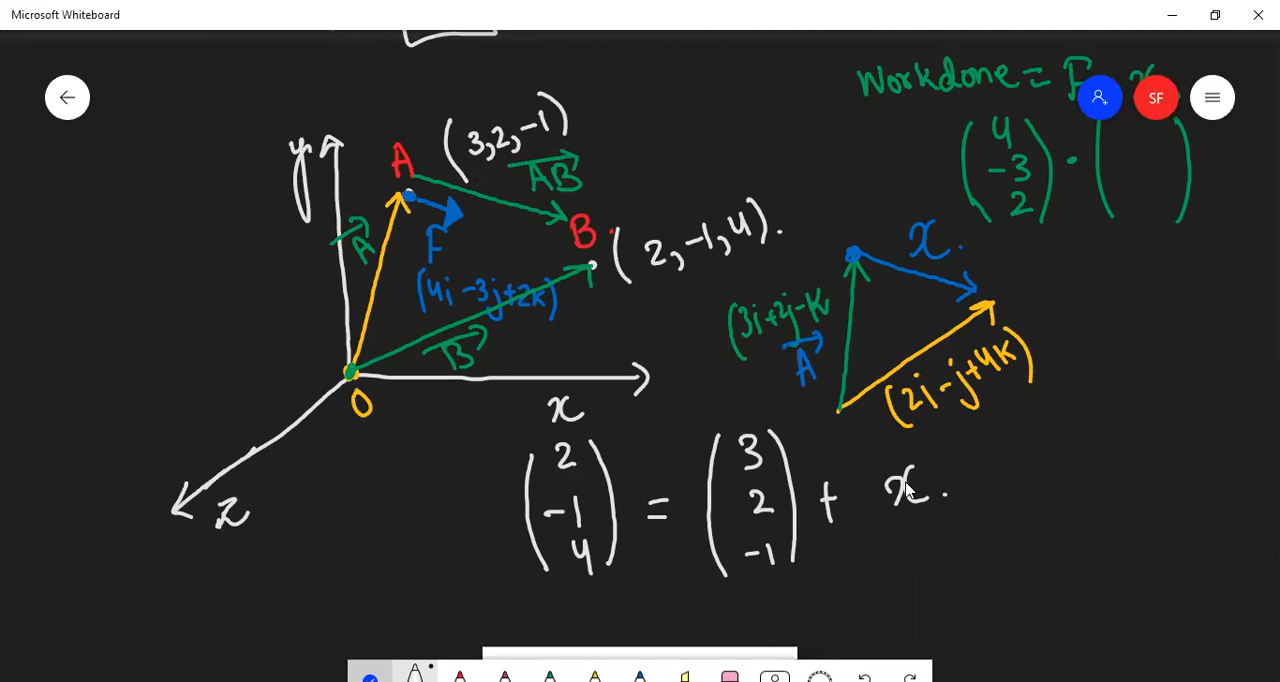 Microsoft Whiteboard
Workdone = F
SF
y
A
(3,2,-1)
AB
(4
-3
2) · ( )
A
F
B
(2,-1,4).
x.
(4i-3j+2k)
(3i+2j-k
A
B
(2i-j+4k)
O
x
z
(2
-1
4) = (3
2
-1) + x.